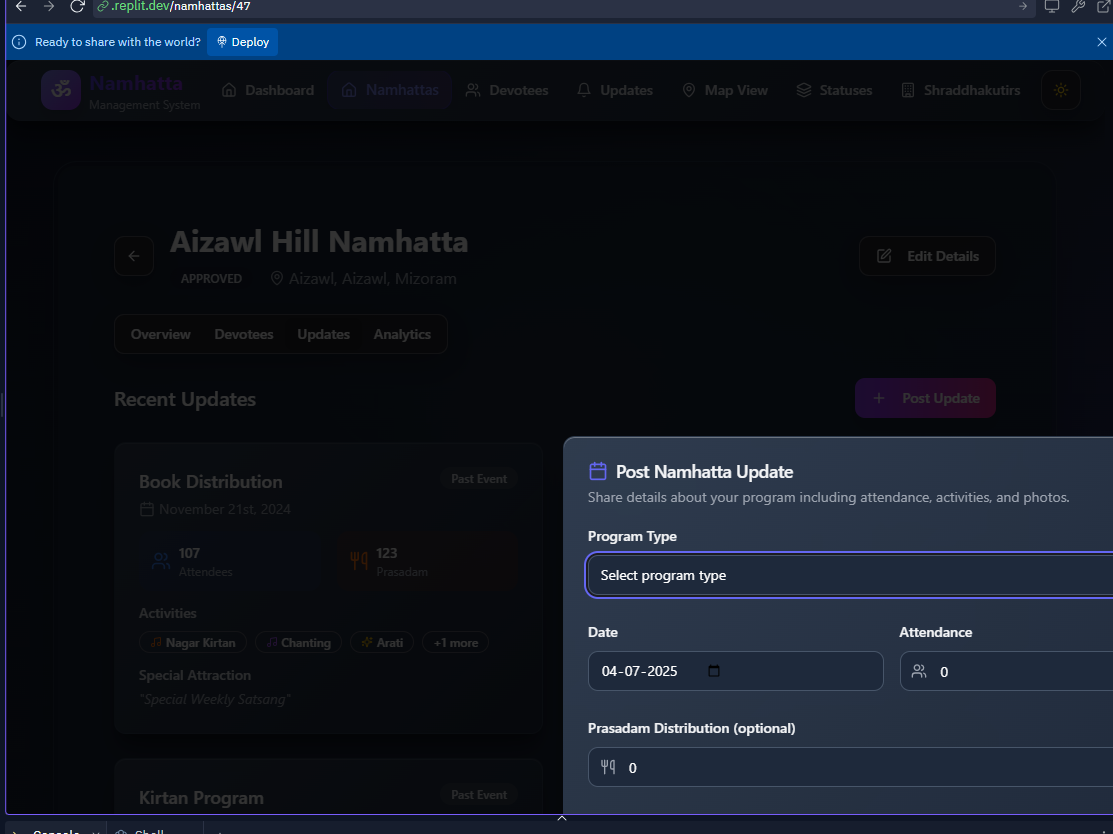 .replit.dev/namhattas/47
Ready to share with the world? Deploy
ॐ Namhatta
Management System
Dashboard Namhattas Devotees Updates Map View Statuses Shraddhakutirs
Aizawl Hill Namhatta
APPROVED Aizawl, Aizawl, Mizoram
Edit Details
Overview Devotees Updates Analytics
Recent Updates
Post Update
Book Distribution
Past Event
November 21st, 2024
107
Attendees
123
Prasadam
Activities
Nagar Kirtan Chanting Arati +1 more
Special Attraction
"Special Weekly Satsang"
Kirtan Program
Past Event
Post Namhatta Update
Share details about your program including attendance, activities, and photos.
Program Type
Select program type
Date
04-07-2025
Attendance
0
Prasadam Distribution (optional)
0
Console Shell